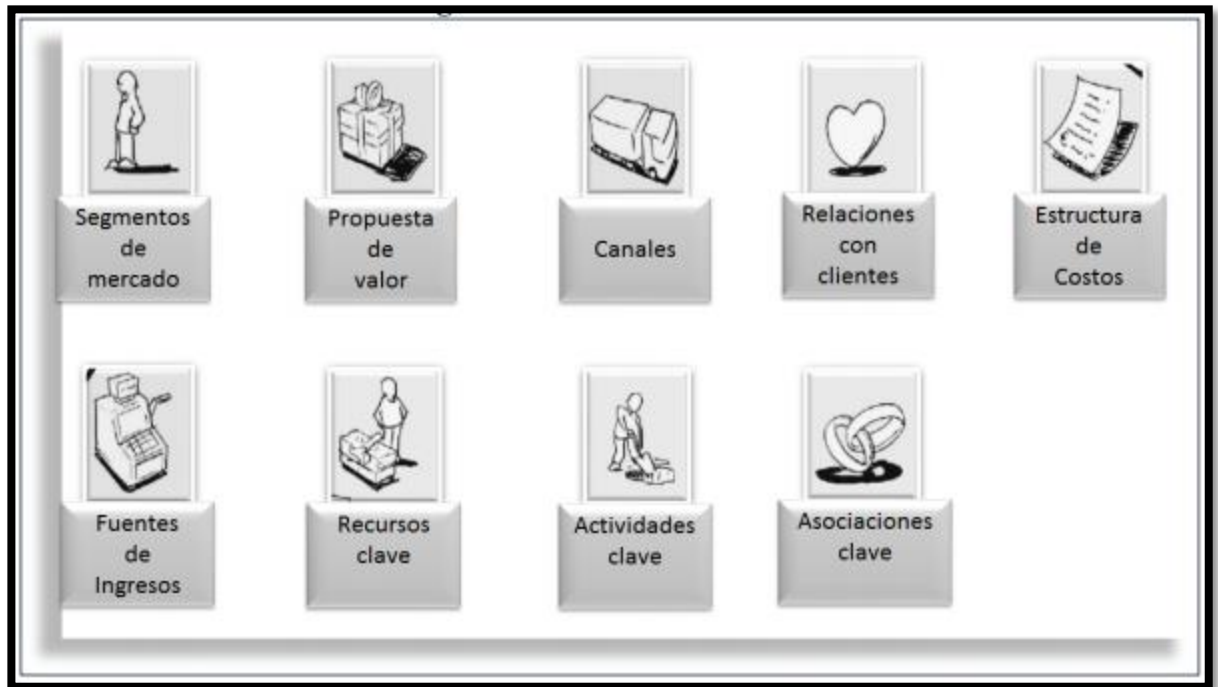 Segmentos
de
mercado
Propuesta
de
valor
Canales
Relaciones
con
clientes
Estructura
de
Costos
Fuentes
de
Ingresos
Recursos
clave
Actividades
clave
Asociaciones
clave